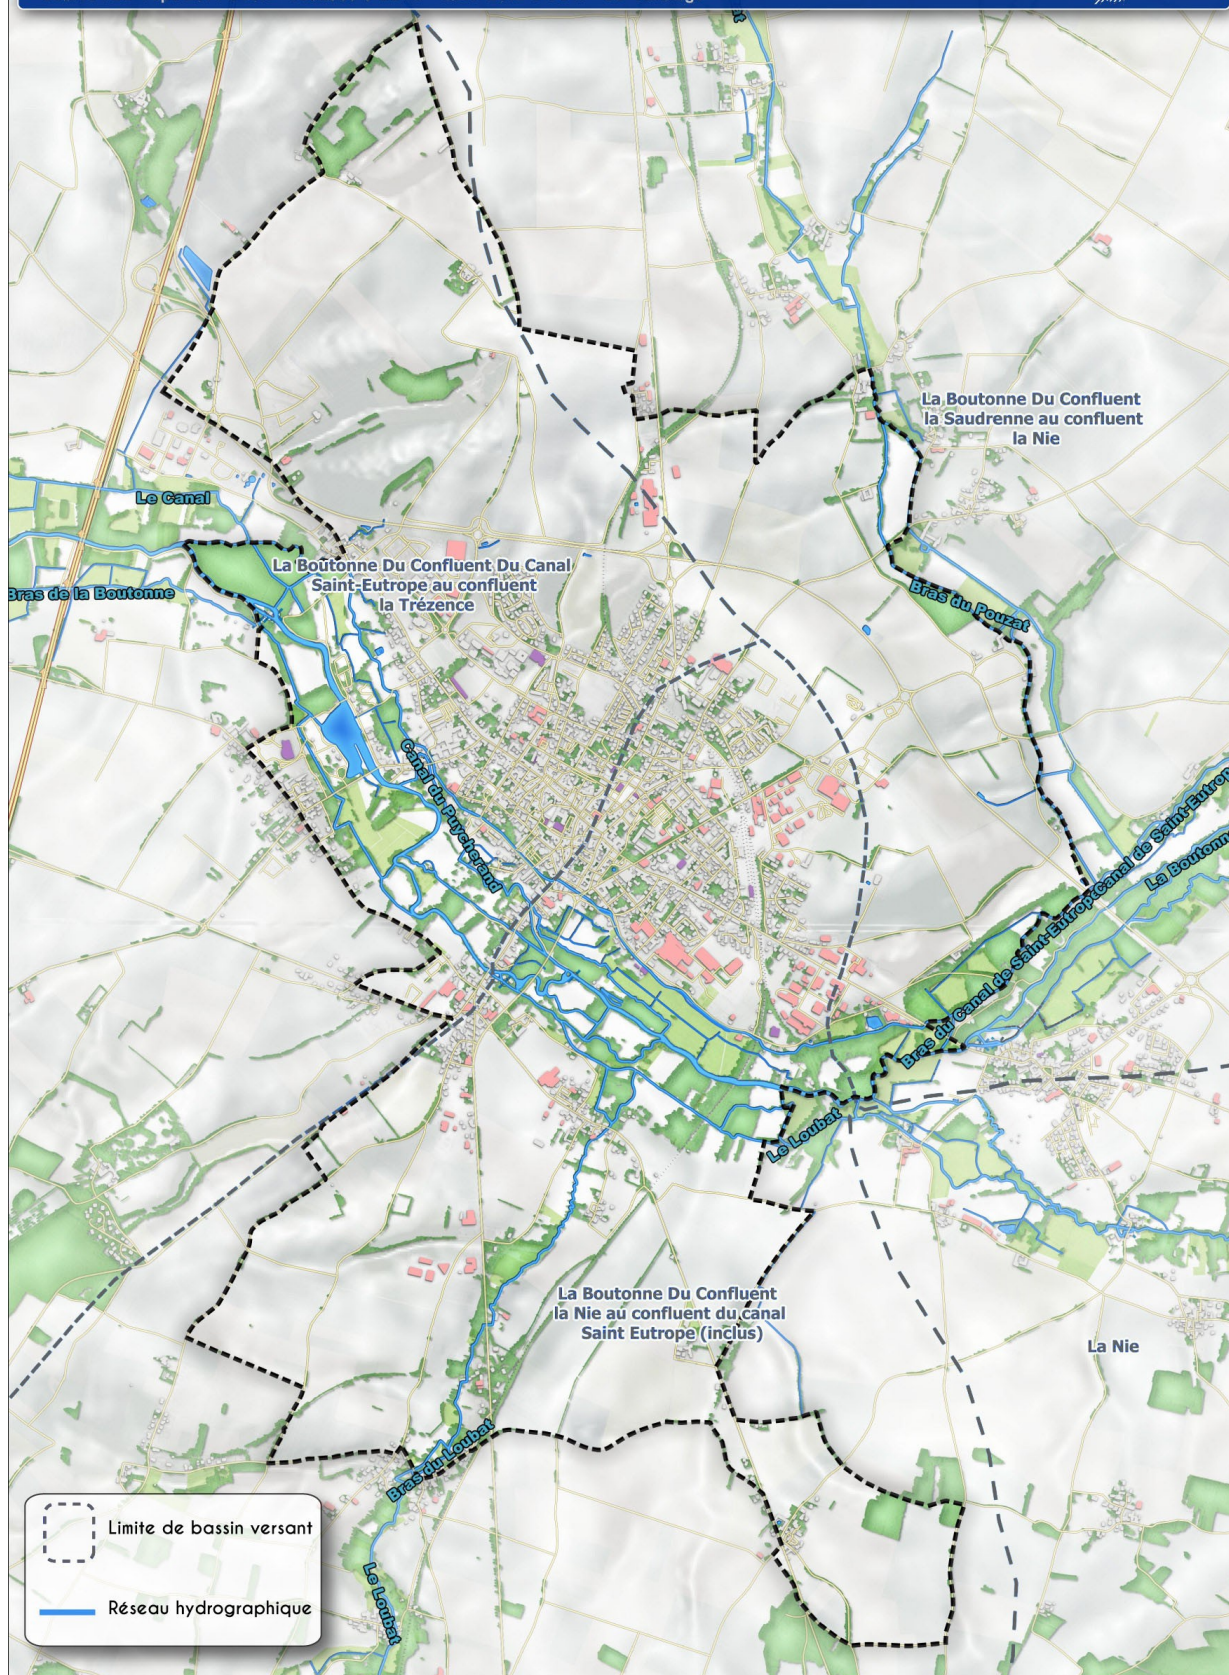 La Boutonne Du Confluent
la Saudrenne au confluent
la Nie
Le Canal
La Boutonne Du Confluent Du Canal
Saint-Eutrope au confluent
la Trézence
Bras de la Boutonne
Bras du Pouzat
Canal du Puychérand
Canal de Saint-Eutrope
La Boutonne
Bras du Canal de Saint-Eutrope
Le Loubat
La Boutonne Du Confluent
la Nie au confluent du canal
Saint Eutrope (inclus)
La Nie
Bras du Loubat
Le Loubat
Limite de bassin versant
Réseau hydrographique